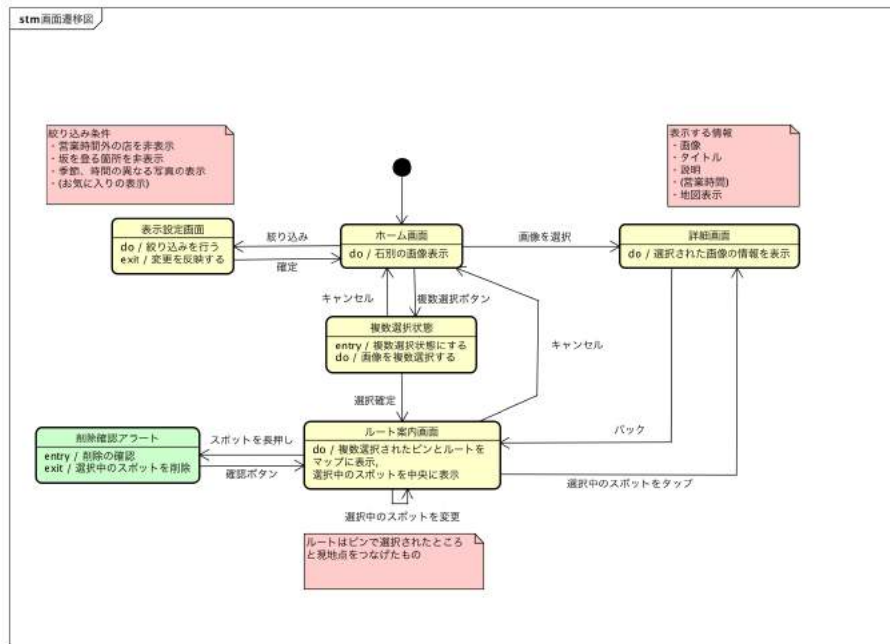 stm 画面遷移図
絞り込み条件
・営業時間外の店を非表示
・坂を登る箇所を非表示
・季節、時間の異なる写真の表示
・(お気に入りの表示)
表示する情報
・画像
・タイトル
・説明
・(営業時間)
・地図表示
表示設定画面
do / 絞り込みを行う
exit / 変更を反映する
絞り込み
確定
ホーム画面
do / 石別の画像表示
画像を選択
詳細画面
do / 選択された画像の情報を表示
キャンセル
複数選択ボタン
複数選択状態
entry / 複数選択状態にする
do / 画像を複数選択する
キャンセル
選択確定
削除確認アラート
entry / 削除の確認
exit / 選択中のスポットを削除
スポットを長押し
確認ボタン
ルート案内画面
do / 複数選択されたピンとルートを
マップに表示,
選択中のスポットを中央に表示
バック
選択中のスポットをタップ
選択中のスポットを変更
ルートはピンで選択されたところ
と現地点をつなげたもの